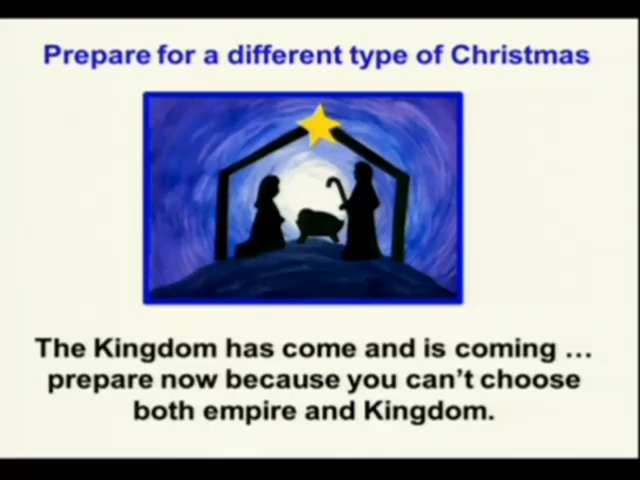 Prepare for a different type of Christmas
The Kingdom has come and is coming …
prepare now because you can't choose
both empire and Kingdom.